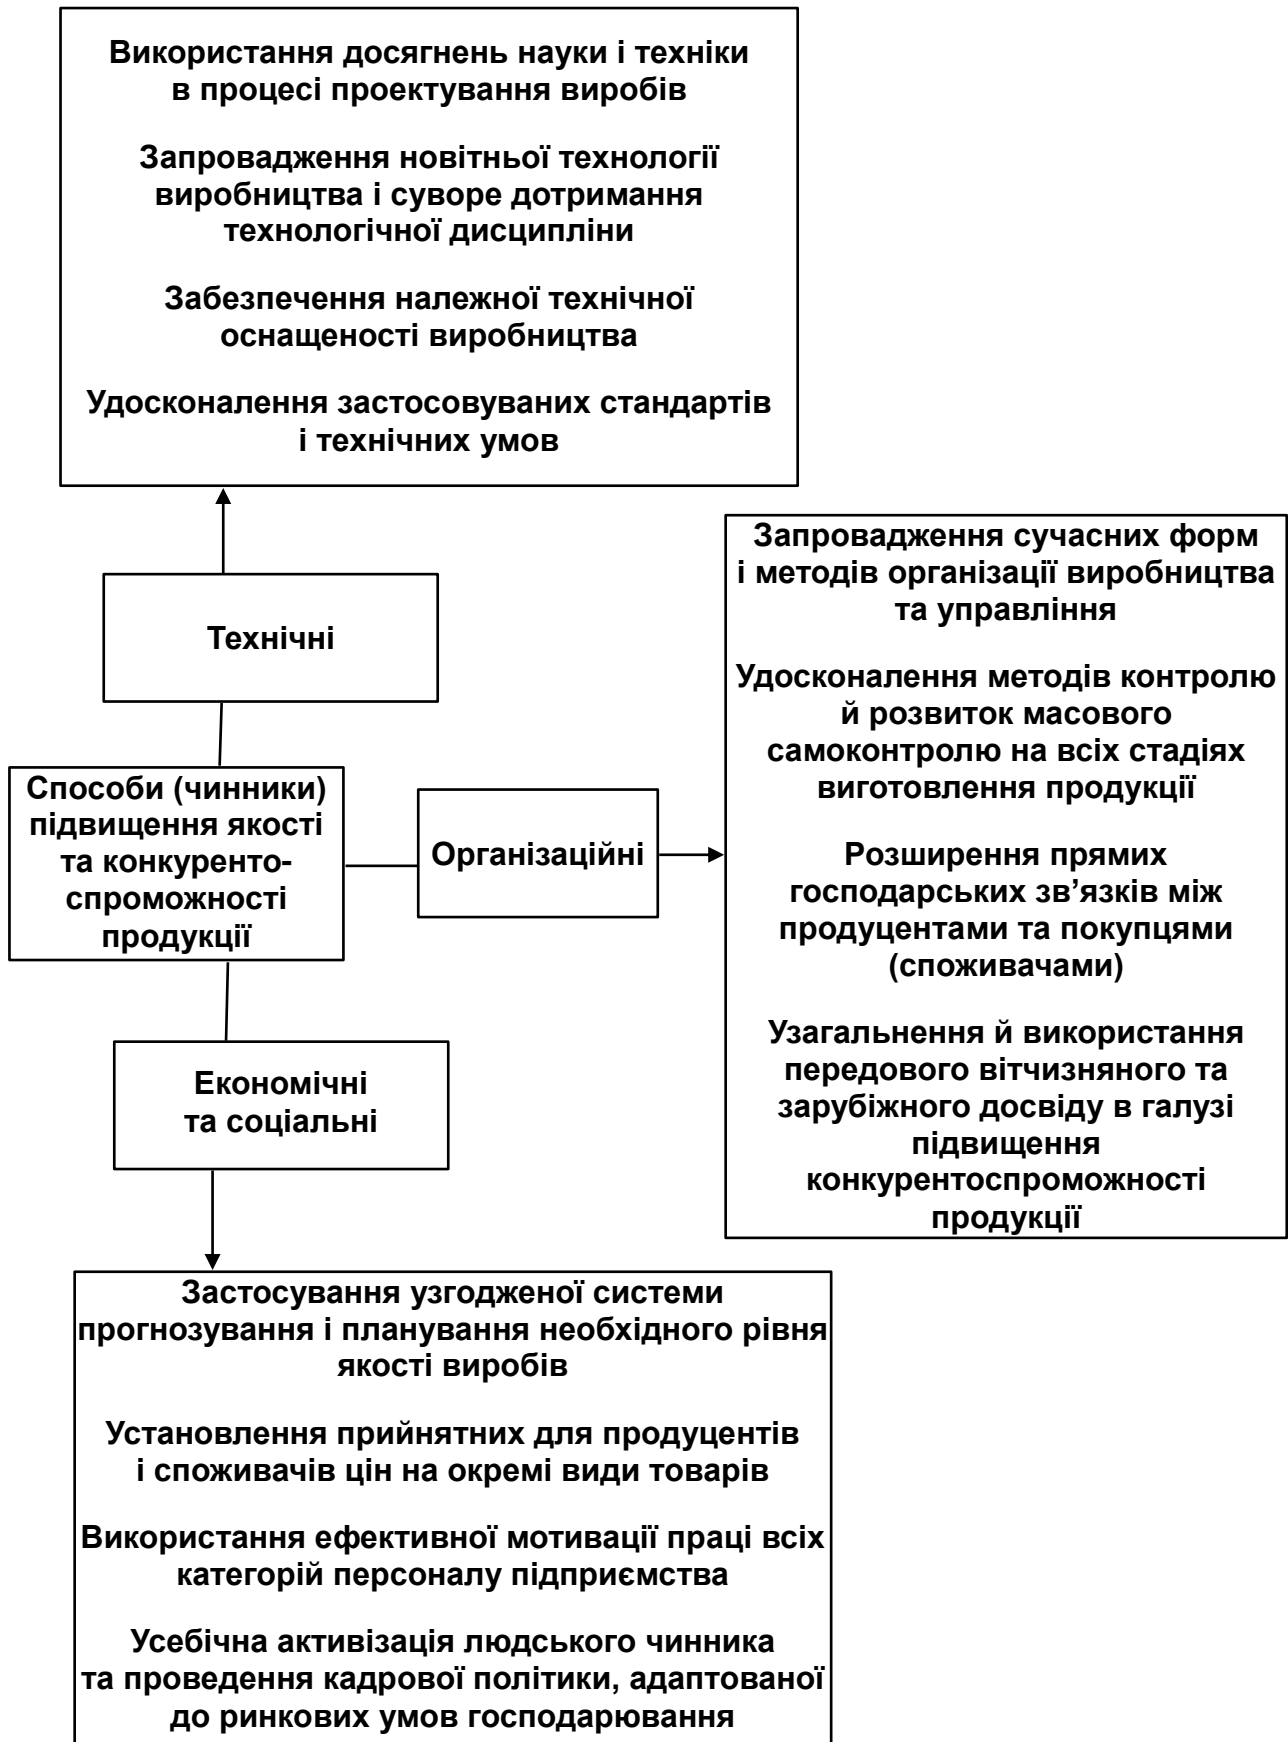 Використання досягнень науки і техніки
в процесі проектування виробів
Запровадження новітньої технології
виробництва і суворе дотримання
технологічної дисципліни
Забезпечення належної технічної
оснащеності виробництва
Удосконалення застосовуваних стандартів
і технічних умов
Технічні
Способи (чинники)
підвищення якості
та конкуренто-
спроможності
продукції
Організаційні
Запровадження сучасних форм
і методів організації виробництва
та управління
Удосконалення методів контролю
й розвиток масового
самоконтролю на всіх стадіях
виготовлення продукції
Розширення прямих
господарських зв’язків між
продуцентами та покупцями
(споживачами)
Узагальнення й використання
передового вітчизняного та
зарубіжного досвіду в галузі
підвищення
конкурентоспроможності
продукції
Економічні
та соціальні
Застосування узгодженої системи
прогнозування і планування необхідного рівня
якості виробів
Установлення прийнятних для продуцентів
і споживачів цін на окремі види товарів
Використання ефективної мотивації праці всіх
категорій персоналу підприємства
Усебічна активізація людського чинника
та проведення кадрової політики, адаптованої
до ринкових умов господарювання